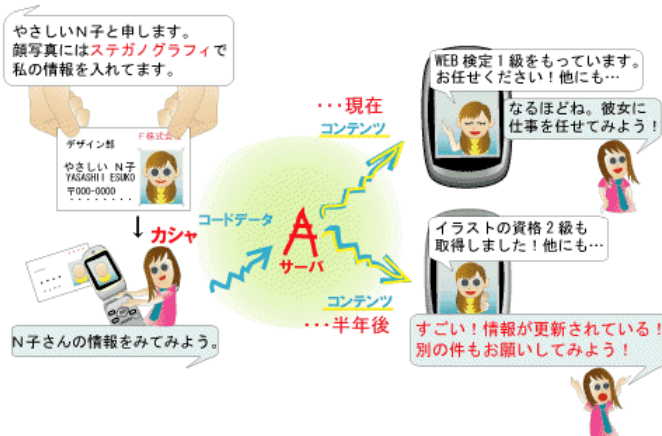 やさしいN子と申します。
顔写真にはステガノグラフィで
私の情報を入れてます。
F株式会
デザイン部
やさしい N子
YASASHII ESUKO
〒000-0000
↓ カシャ
N子さんの情報をみてみよう。
コードデータ
サーバ
・・・現在
コンテンツ
WEB検定1級をもっています。
お任せください！他にも…
なるほどね。彼女に
仕事を任せてみよう！
コンテンツ
・・・半年後
イラストの資格2級も
取得しました！他にも…
すごい！情報が更新されている！
別の件もお願いしてみよう！